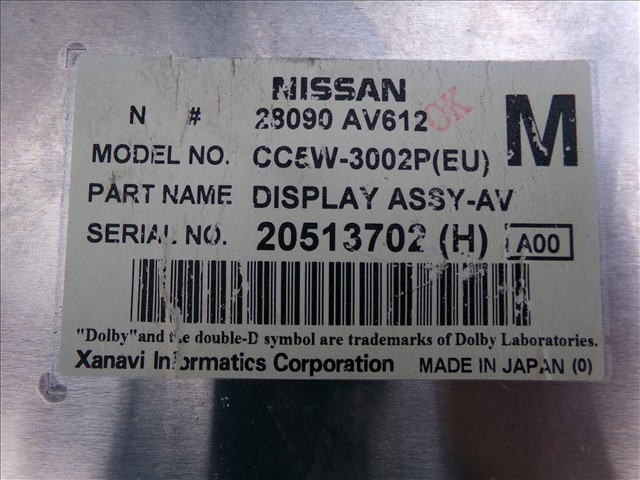 NISSAN
N # 28090 AV612
OK
M
MODEL NO. CC5W-3002P(EU)
PART NAME DISPLAY ASSY-AV
SERIAL NO. 20513702 (H) A00
"Dolby"and the double-D symbol are trademarks of Dolby Laboratories.
Xanavi Informatics Corporation MADE IN JAPAN (0)